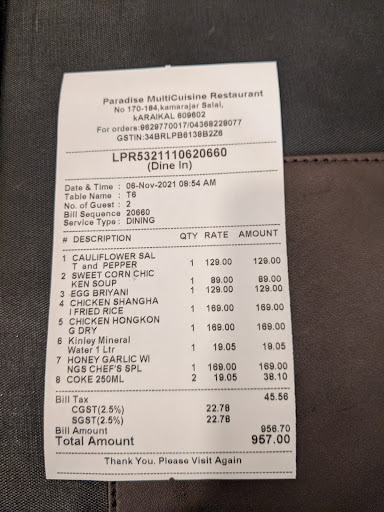 Paradise MultiCuisine Restaurant
No 170-184,kamarajar Salai,
kARAIKAL 609602
For orders:9629770017/04368228077
GSTIN:34BRLPB6138B2Z6
LPR5321110620660
(Dine In)
Date & Time : 06-Nov-2021 08:54 AM
Table Name : T6
No. of Guest : 2
Bill Sequence 20660
Service Type : DINING
# DESCRIPTION QTY RATE AMOUNT
1 CAULIFLOWER SAL
T and PEPPER 1 129.00 129.00
2 SWEET CORN CHIC
KEN SOUP 1 89.00 89.00
3 EGG BRIYANI 1 129.00 129.00
4 CHICKEN SHANGHA
I FRIED RICE 1 169.00 169.00
5 CHICKEN HONGKON
G DRY 1 169.00 169.00
6 Kinley Mineral
Water 1 Ltr 1 19.05 19.05
7 HONEY GARLIC WI
NGS CHEF'S SPL 1 169.00 169.00
8 COKE 250ML 2 19.05 38.10
Bill Tax 45.56
CGST(2.5%) 22.78
SGST(2.5%) 22.78
Bill Amount 956.70
Total Amount 957.00
Thank You. Please Visit Again